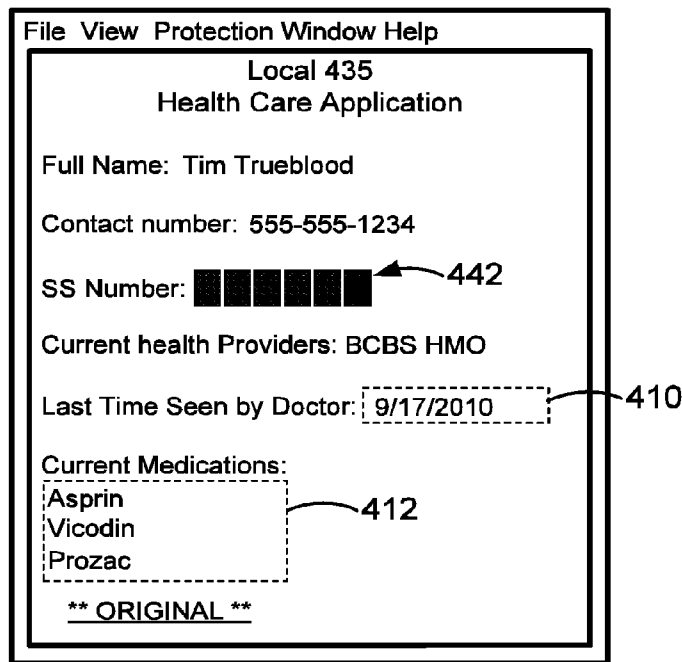 File View Protection Window Help
Local 435
Health Care Application
Full Name: Tim Trueblood
Contact number: 555-555-1234
SS Number:
442
Current health Providers: BCBS HMO
Last Time Seen by Doctor: 9/17/2010
410
Current Medications:
Asprin
412
Vicodin
Prozac
** ORIGINAL **